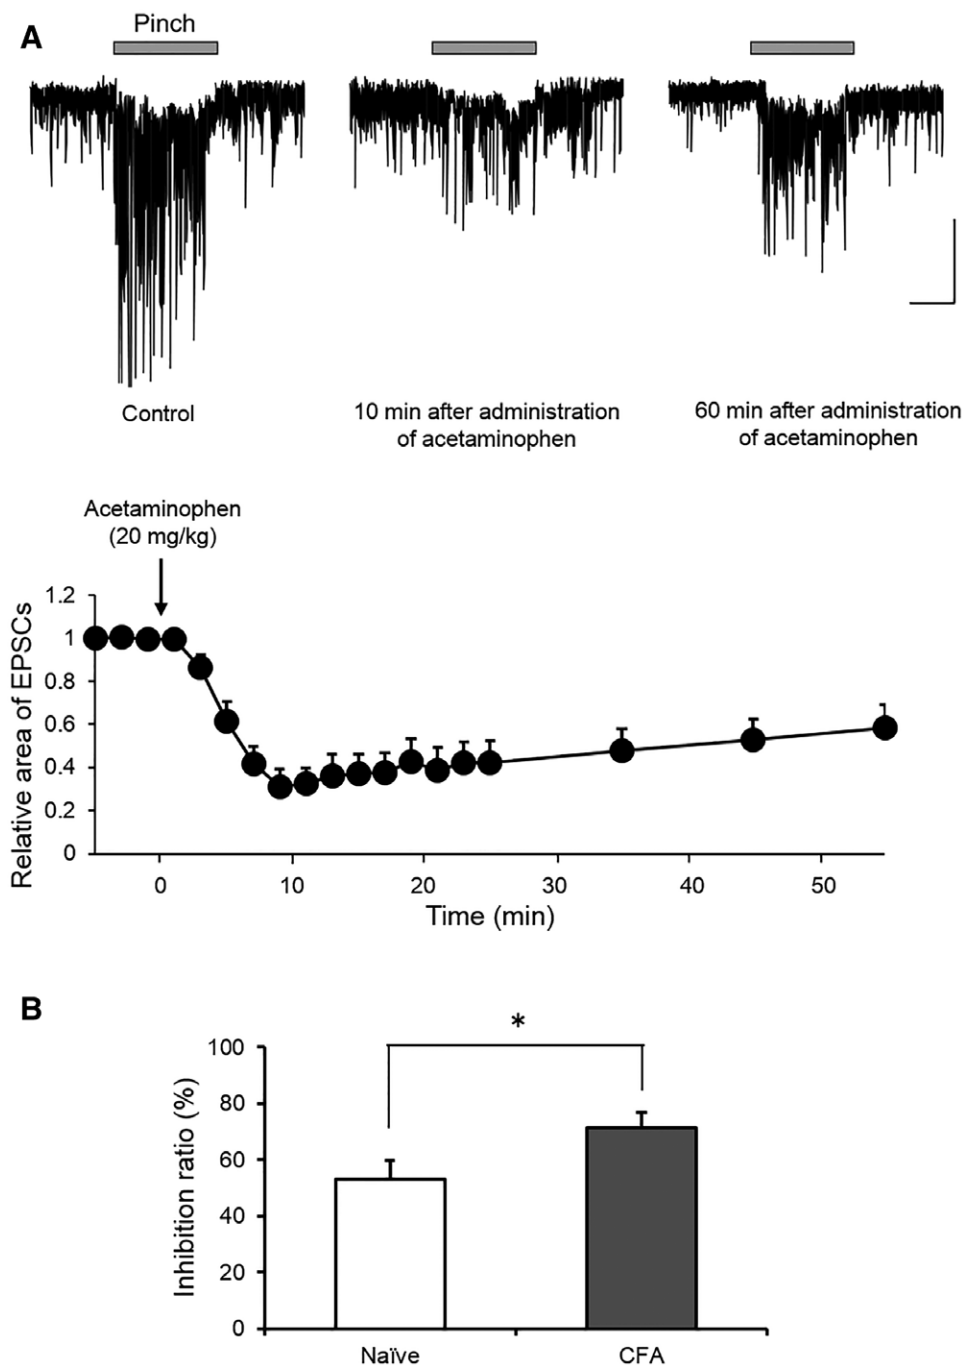 A
Pinch
Control
10 min after administration
of acetaminophen
60 min after administration
of acetaminophen
Acetaminophen
(20 mg/kg)
Relative area of EPSCs
1.2
1
0.8
0.6
0.4
0.2
0
0 10 20 30 40 50
Time (min)
B
*
Inhibition ratio (%)
100
80
60
40
20
0
Naïve CFA